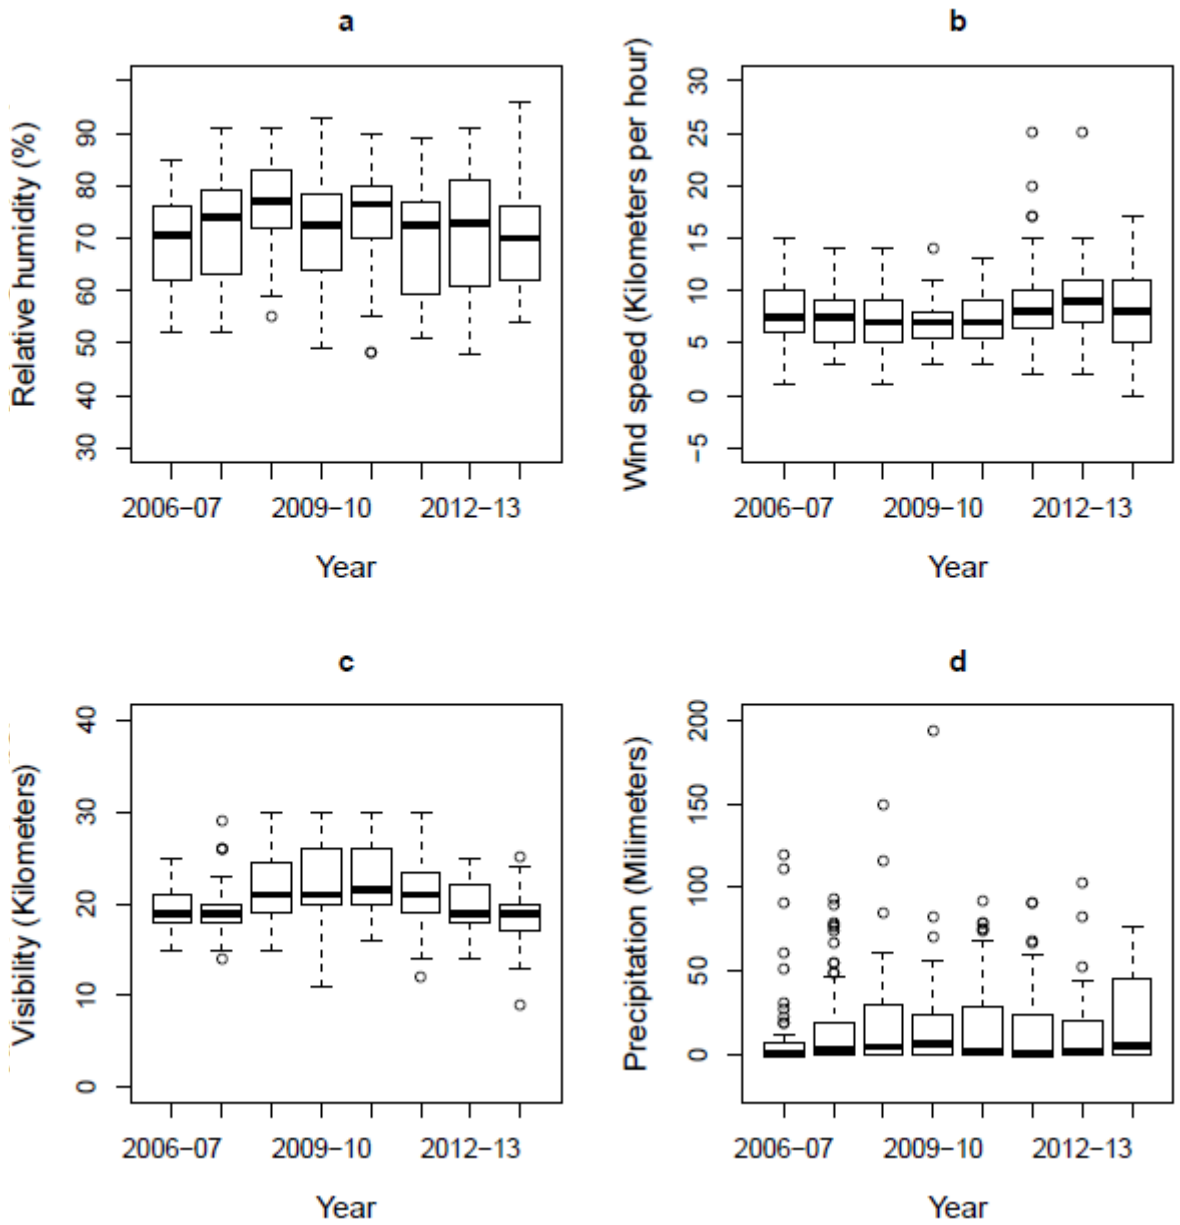 a
Relative humidity (%)
90
80
70
60
50
40
30
2006−07 2009−10 2012−13
Year
b
Wind speed (Kilometers per hour)
30
25
20
15
10
5
0
−5
2006−07 2009−10 2012−13
Year
c
Visibility (Kilometers)
40
30
20
10
0
2006−07 2009−10 2012−13
Year
d
Precipitation (Milimeters)
200
150
100
50
0
2006−07 2009−10 2012−13
Year